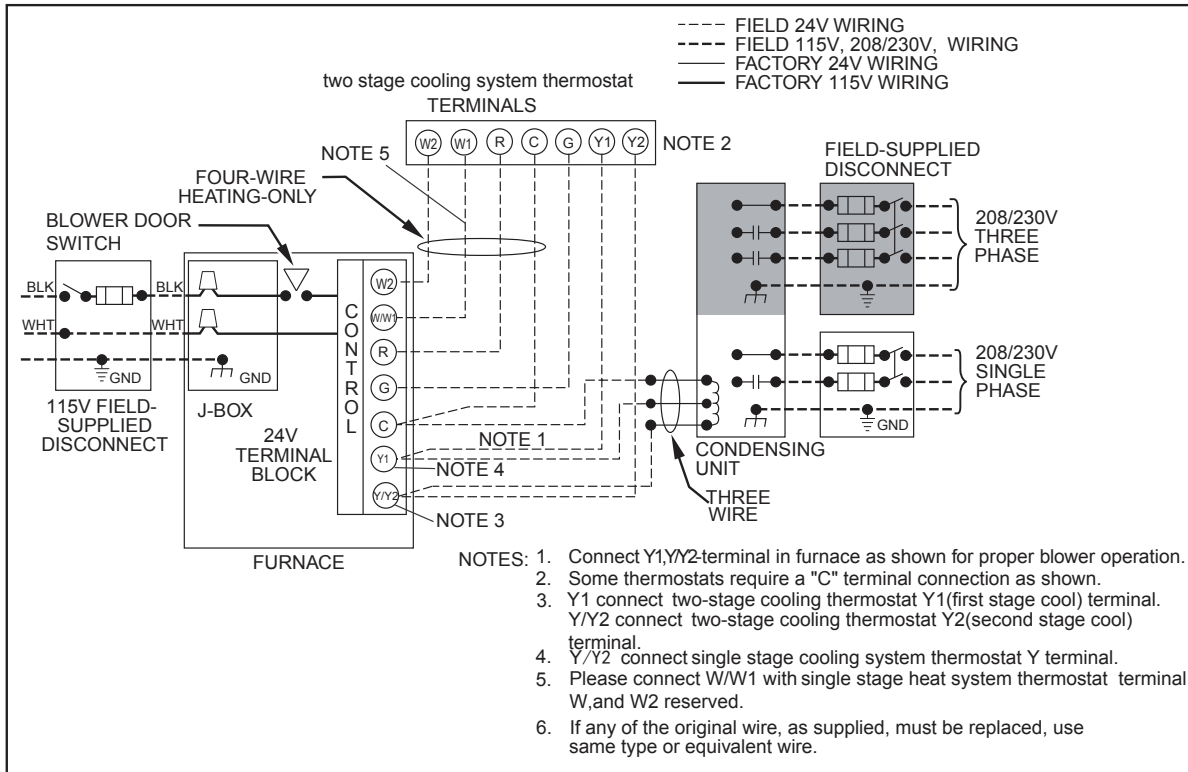 FIELD 24V WIRING
FIELD 115V, 208/230V, WIRING
FACTORY 24V WIRING
FACTORY 115V WIRING
two stage cooling system thermostat
TERMINALS
W2 W1 R C G Y1 Y2
NOTE 2
NOTE 5
FOUR-WIRE
HEATING-ONLY
BLOWER DOOR
SWITCH
BLK
BLK
WHT
WHT
GND
GND
115V FIELD-
SUPPLIED
DISCONNECT
J-BOX
24V
TERMINAL
BLOCK
CONTROL
W2
W/W1
R
G
C
Y1
Y/Y2
NOTE 1
NOTE 4
NOTE 3
FURNACE
FIELD-SUPPLIED
DISCONNECT
208/230V
THREE
PHASE
208/230V
SINGLE
PHASE
GND
CONDENSING
UNIT
THREE
WIRE
NOTES: 1. Connect Y1,Y/Y2-terminal in furnace as shown for proper blower operation.
2. Some thermostats require a "C" terminal connection as shown.
3. Y1 connect two-stage cooling thermostat Y1(first stage cool) terminal.
Y/Y2 connect two-stage cooling thermostat Y2(second stage cool)
terminal.
4. Y/Y2 connect single stage cooling system thermostat Y terminal.
5. Please connect W/W1 with single stage heat system thermostat terminal
W,and W2 reserved.
6. If any of the original wire, as supplied, must be replaced, use
same type or equivalent wire.